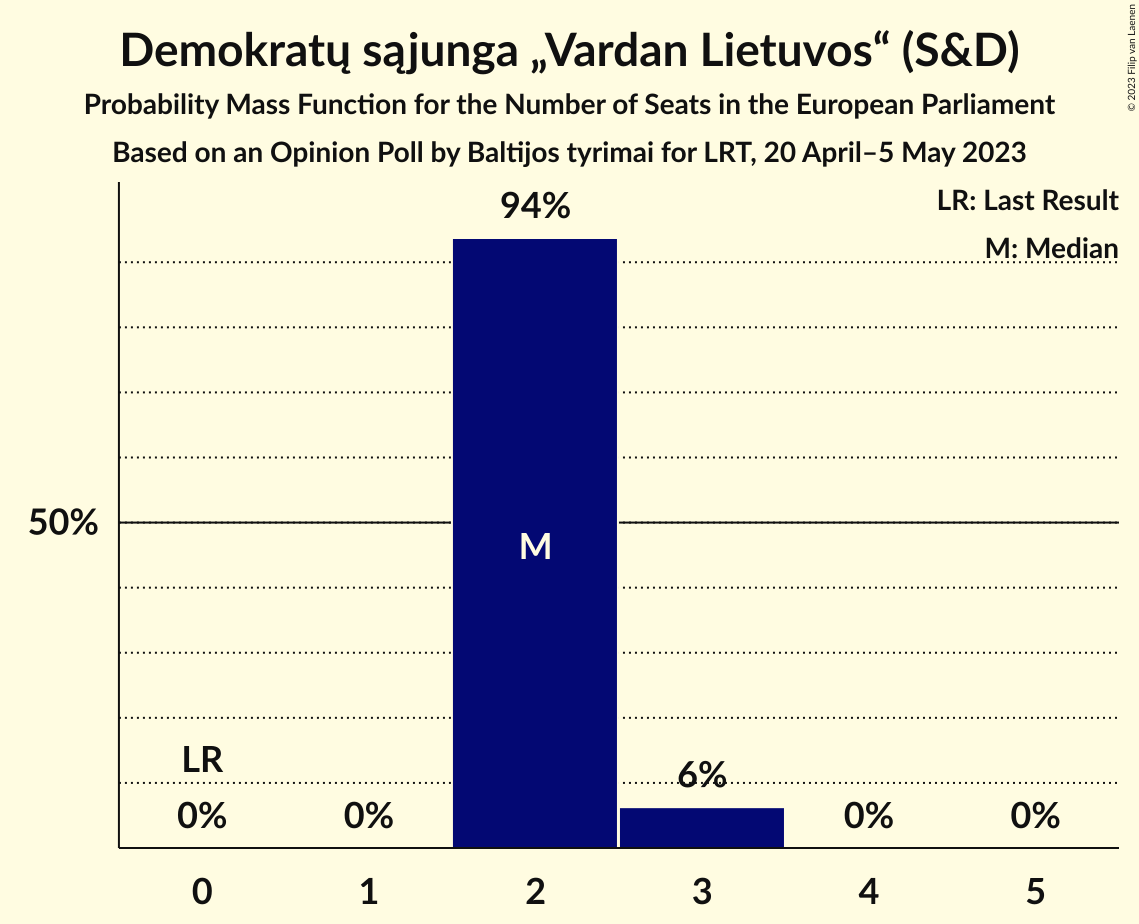 Demokratų sąjunga „Vardan Lietuvos“ (S&D)
Probability Mass Function for the Number of Seats in the European Parliament
Based on an Opinion Poll by Baltijos tyrimai for LRT, 20 April–5 May 2023
© 2023 Filip van Laenen
LR: Last Result
M: Median
94%
50%
M
LR
6%
0%
0%
0%
0%
0
1
2
3
4
5